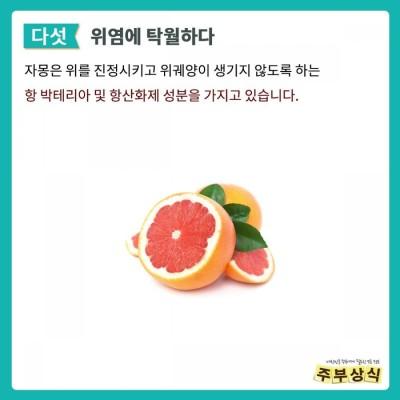 다섯 위염에 탁월하다
자몽은 위를 진정시키고 위궤양이 생기지 않도록 하는
항 박테리아 및 항산화제 성분을 가지고 있습니다.
주부상식